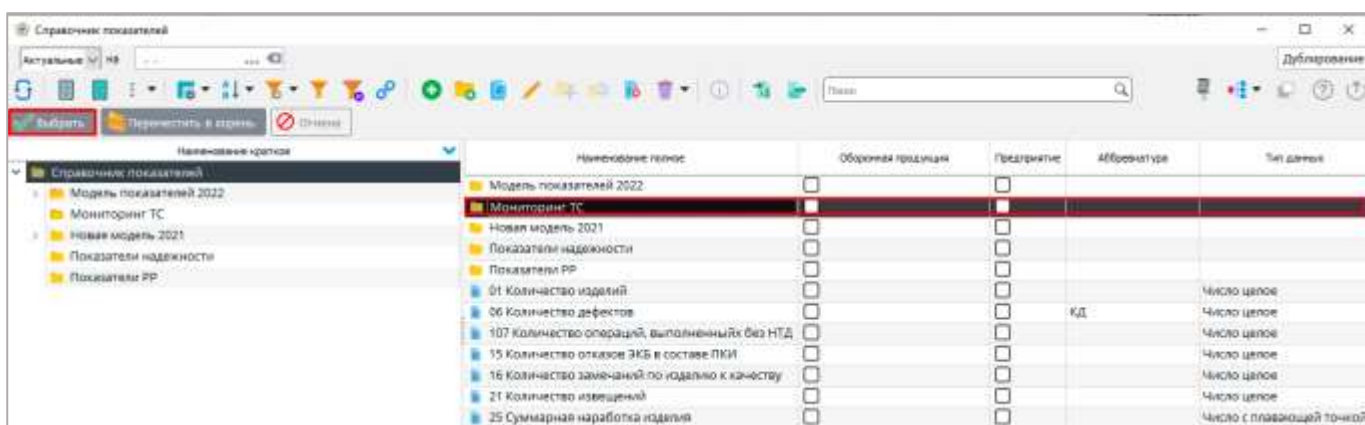 Справочник показателей
Актуальные на . . ... Дублирование
Поиск
Выбрать Переместить в корень Отмена
Наименование краткое
Справочник показателей
Модель показателей 2022
Мониторинг ТС
Новая модель 2021
Показатели надежности
Показатели РР
Наименование полное Оборонная продукция Предприятие Аббревиатура Тип данных
Модель показателей 2022
Мониторинг ТС
Новая модель 2021
Показатели надежности
Показатели РР
01 Количество изделий Число целое
06 Количество дефектов КД Число целое
107 Количество операций, выполненныйх без НТД Число целое
15 Количество отказов ЭКБ в составе ПКИ Число целое
16 Количество замечаний по изделию к качеству Число целое
21 Количество извещений Число целое
25 Суммарная наработка изделия Число с плавающей точкой